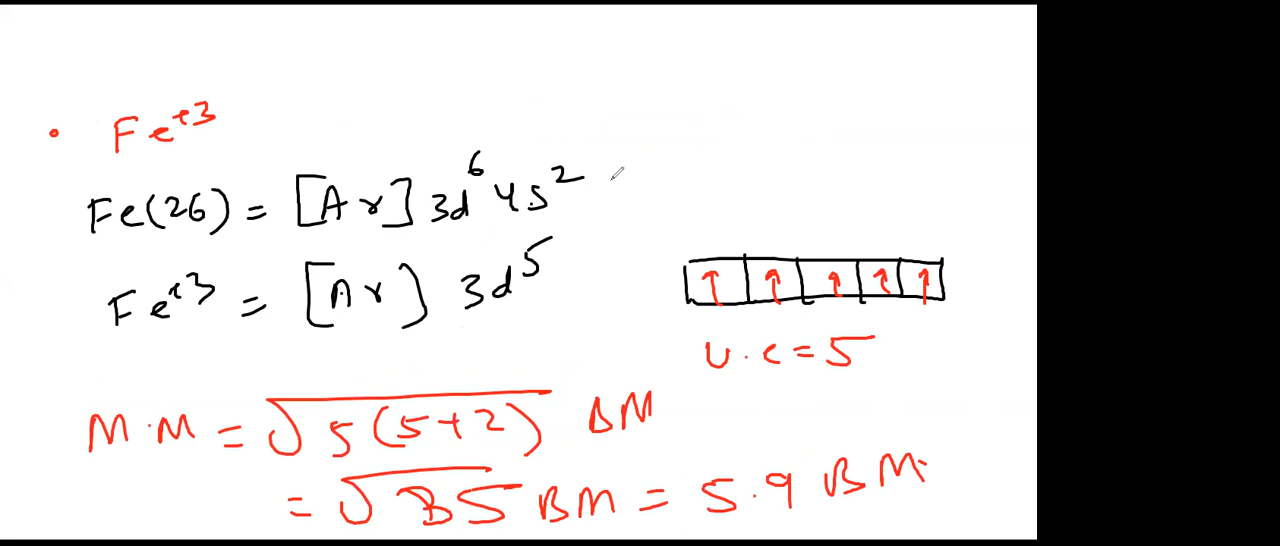 • Fe⁺³
Fe(26) = [Ar] 3d⁶ 4s²
Fe⁺³ = [Ar] 3d⁵
↑ ↑ ↑ ↑ ↑
U.e = 5
M.M = √5(5+2) BM
= √35 BM = 5.9 BM.